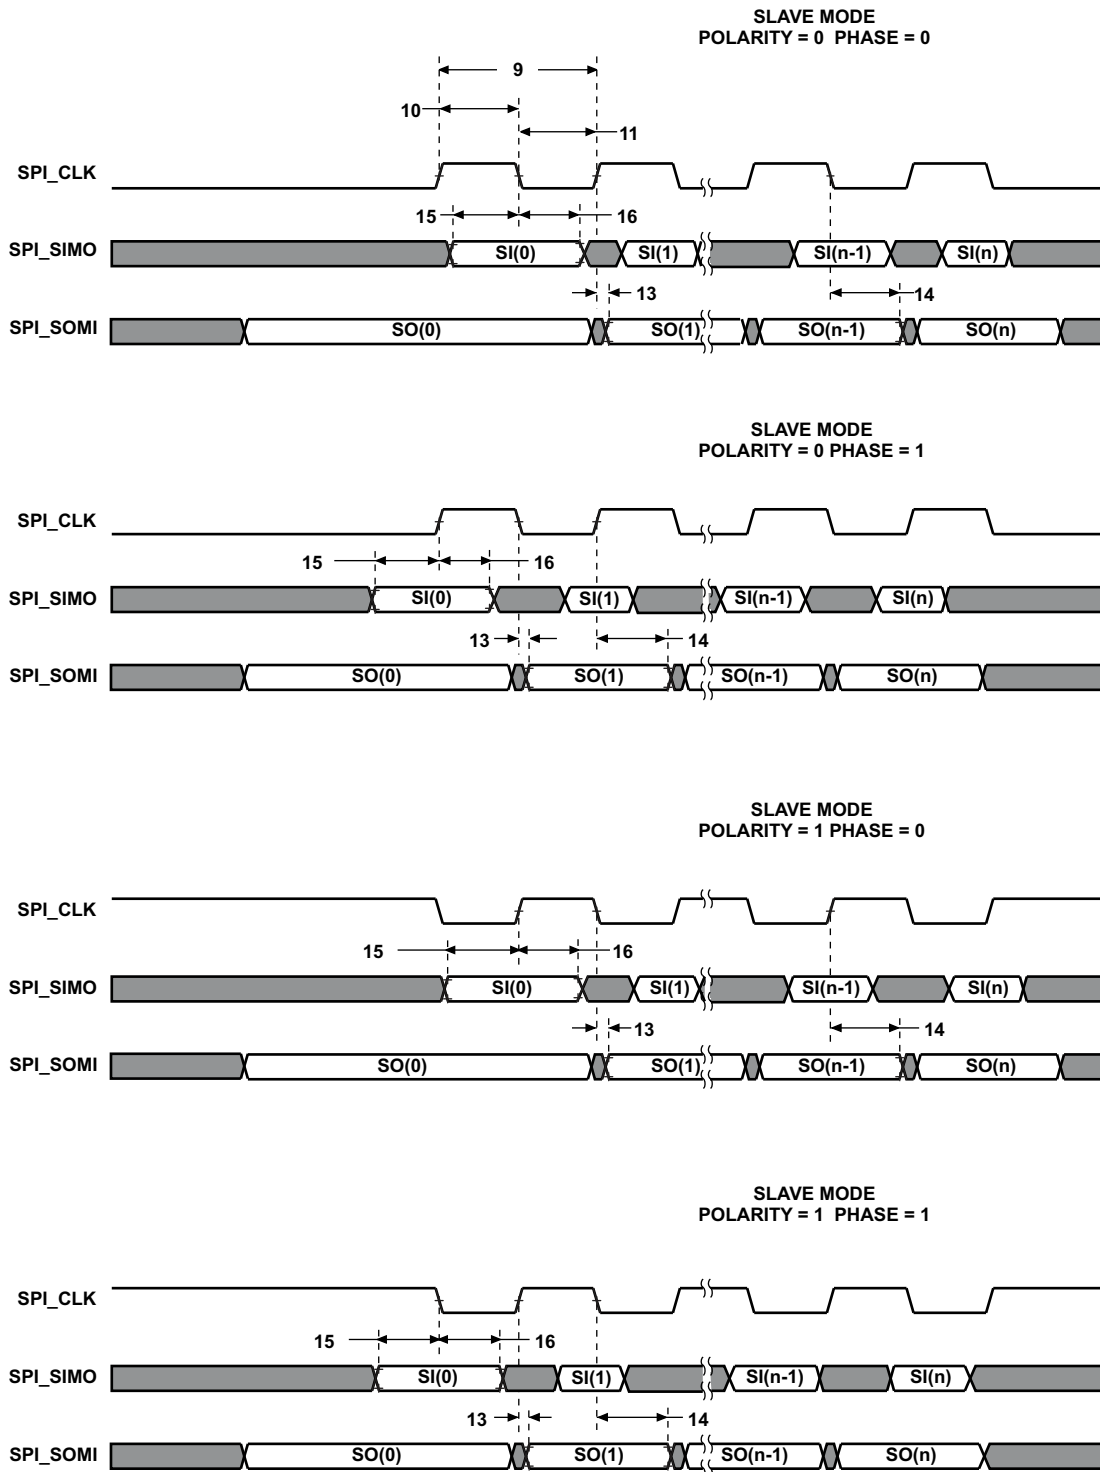 SLAVE MODE
POLARITY = 0 PHASE = 0
9
10
11
SPI_CLK
15
16
SPI_SIMO
SI(0)
SI(1)
SI(n-1)
SI(n)
13
14
SPI_SOMI
SO(0)
SO(1)
SO(n-1)
SO(n)
SLAVE MODE
POLARITY = 0 PHASE = 1
SPI_CLK
15
16
SPI_SIMO
SI(0)
SI(1)
SI(n-1)
SI(n)
13
14
SPI_SOMI
SO(0)
SO(1)
SO(n-1)
SO(n)
SLAVE MODE
POLARITY = 1 PHASE = 0
SPI_CLK
15
16
SPI_SIMO
SI(0)
SI(1)
SI(n-1)
SI(n)
13
14
SPI_SOMI
SO(0)
SO(1)
SO(n-1)
SO(n)
SLAVE MODE
POLARITY = 1 PHASE = 1
SPI_CLK
15
16
SPI_SIMO
SI(0)
SI(1)
SI(n-1)
SI(n)
13
14
SPI_SOMI
SO(0)
SO(1)
SO(n-1)
SO(n)